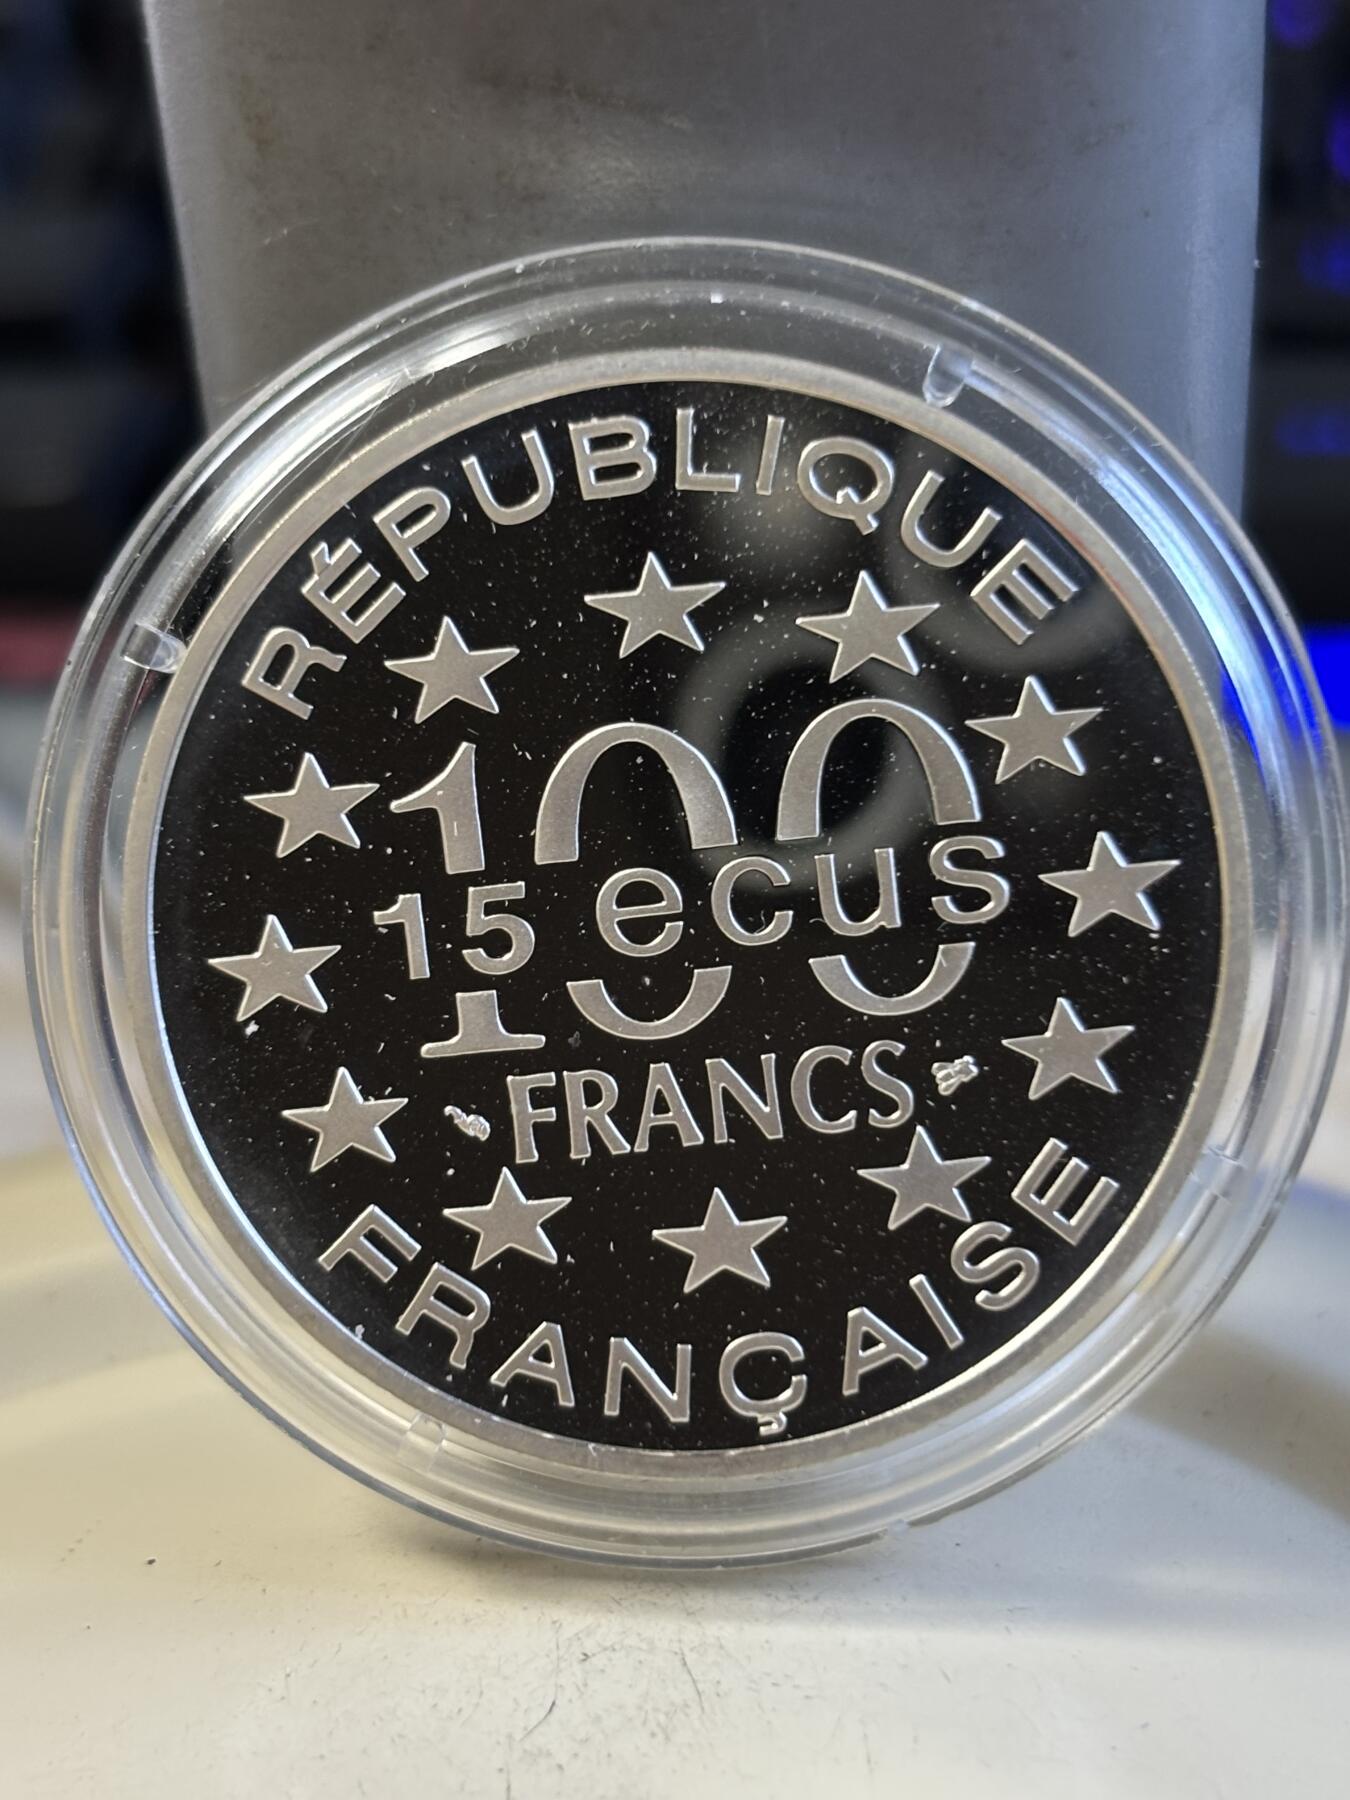 RÉPUBLIQUE
100
15 ecus
FRANCS
FRANÇAISE